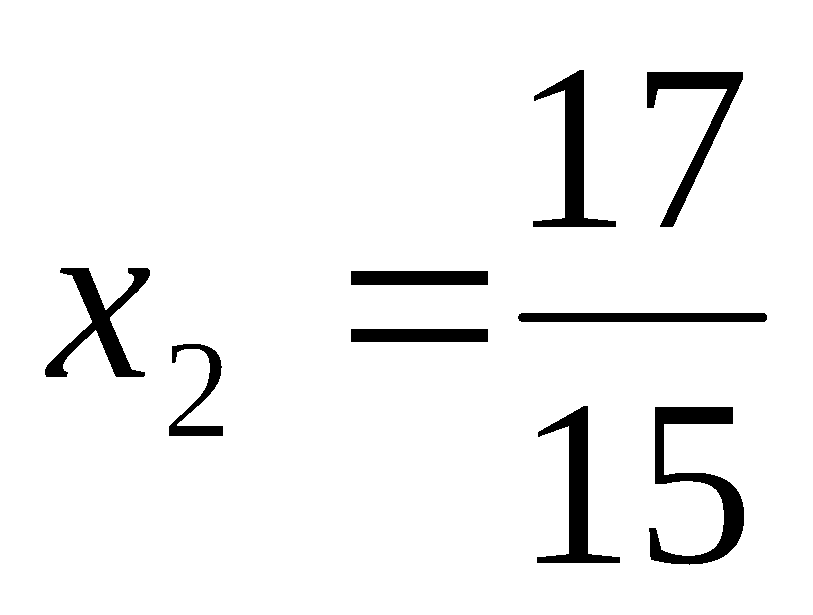 x₂ = 17/15